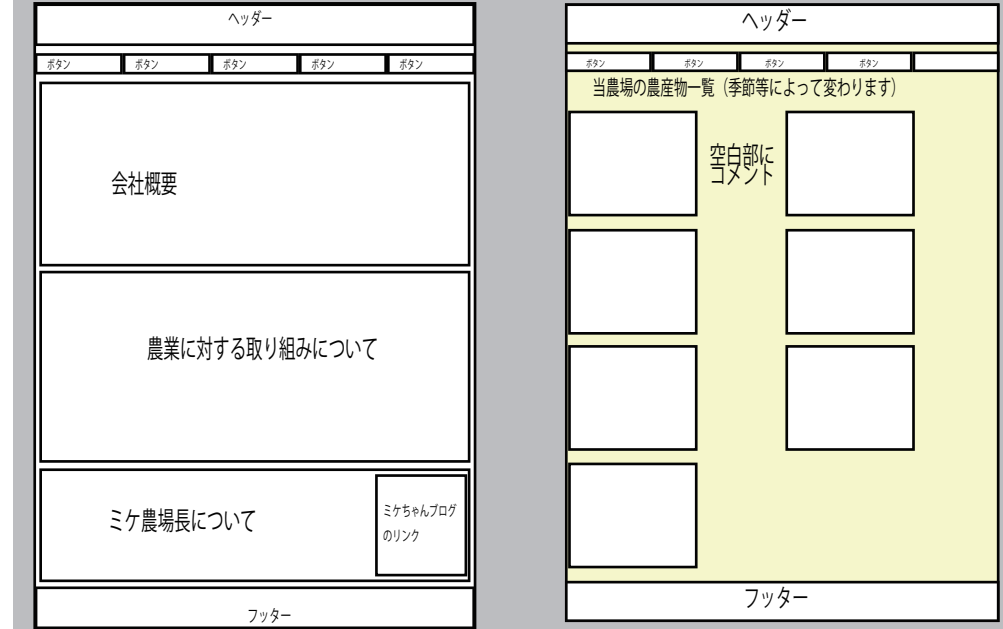 ヘッダー
ボタン
ボタン
ボタン
ボタン
ボタン
会社概要
農業に対する取り組みについて
ミケ農場長について
ミケちゃんブログ
のリンク
フッター
ヘッダー
ボタン
ボタン
ボタン
ボタン
当農場の農産物一覧（季節等によって変わります）
空白部に
コメント
フッター